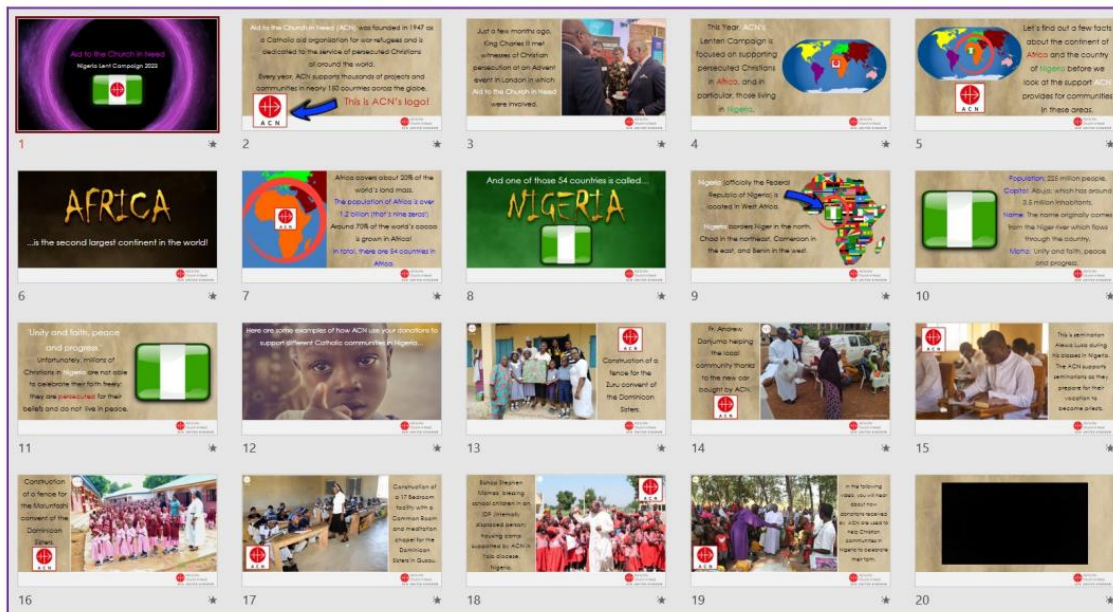 Aid to the Church in Need
Nigeria Lent Campaign 2023
1
Aid to the Church in Need (ACN) was founded in 1947 as
a Catholic aid organisation for war refugees and is
dedicated to the service of persecuted Christians
all around the world.
Every year, ACN supports thousands of projects and
communities in nearly 150 countries across the globe.
This is ACN's logo!
ACN
2
Just a few months ago,
King Charles III met
witnesses of Christian
persecution at an Advent
event in London in which
Aid to the Church in Need
were involved.
3
This Year, ACN's
Lenten Campaign is
focused on supporting
persecuted Christians
in Africa, and in
particular, those living
in Nigeria.
4
Let's find out a few facts
about the continent of
Africa and the country
of Nigeria before we
look at the support ACN
provides for communities
in these areas.
ACN
5
AFRICA
...is the second largest continent in the world!
6
Africa covers about 20% of the
world's land mass.
The population of Africa is over
1.2 billion (that's nine zeros!)
Around 70% of the world's cocoa
is grown in Africa!
In total, there are 54 countries in
Africa.
ACN
7
And one of those 54 countries is called...
NIGERIA
8
Nigeria (officially the Federal
Republic of Nigeria) is
located in West Africa.
Nigeria borders Niger in the north,
Chad in the northeast, Cameroon in
the east, and Benin in the west.
9
Population: 225 million people.
Capital: Abuja, which has around
3.5 million inhabitants.
Name: The name originally comes
from the Niger river which flows
through the country.
Motto: Unity and faith, peace
and progress.
10
'Unity and faith, peace
and progress.'
Unfortunately, millions of
Christians in Nigeria are not able
to celebrate their faith freely;
they are persecuted for their
beliefs and do not live in peace.
11
Here are some examples of how ACN use your donations to
support different Catholic communities in Nigeria...
12
ACN
Construction of a
fence for the
Zuru convent of
the Dominican
Sisters.
13
Fr. Andrew
Danjuma helping
the local
community thanks
to the new car
bought by ACN.
ACN
14
ACN
This is seminarian
during
his classes in Nigeria.
The ACN supports
seminarians as they
prepare for their
vocation to
become priests.
15
Construction
of a fence for
the
convent of the
Dominican
Sisters.
ACN
16
Construction of
a 17 Bedroom
facility with a
Common Room
and meditation
chapel for the
Dominican
Sisters in Gusau.
ACN
17
Bishop Stephen
Mamza, blessing
school children in an
IDP (internally
displaced person)
housing camp
supported by ACN in
Yola diocese,
Nigeria.
ACN
18
In the following
video, you will hear
about how
donations received
by ACN are used to
help Christian
communities in
Nigeria to celebrate
their faith.
ACN
19
20